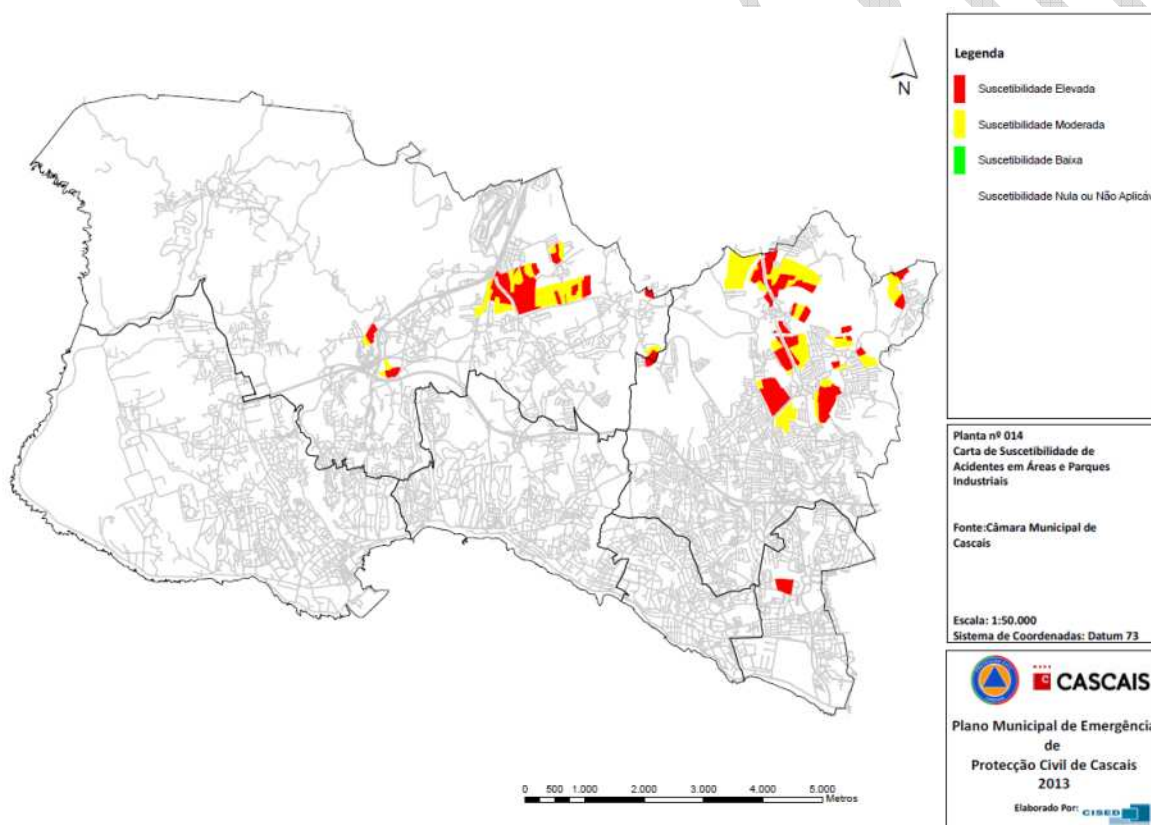 N
Legenda
Suscetibilidade Elevada
Suscetibilidade Moderada
Suscetibilidade Baixa
Suscetibilidade Nula ou Não Aplicáv
Planta nº 014
Carta de Suscetibilidade de
Acidentes em Áreas e Parques
Industriais
Fonte:Câmara Municipal de
Cascais
Escala: 1:50.000
Sistema de Coordenadas: Datum 73
C CASCAIS
Plano Municipal de Emergência
de
Protecção Civil de Cascais
2013
Elaborado Por: CISED
0 500 1.000 2.000 3.000 4.000 5.000
Metros